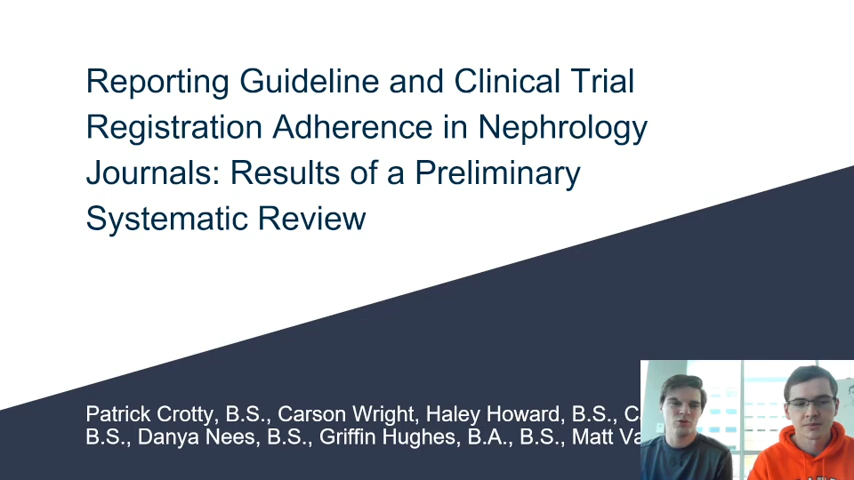 Reporting Guideline and Clinical Trial
Registration Adherence in Nephrology
Journals: Results of a Preliminary
Systematic Review
Patrick Crotty, B.S., Carson Wright, Haley Howard, B.S.,
B.S., Danya Nees, B.S., Griffin Hughes, B.A., B.S., Matt